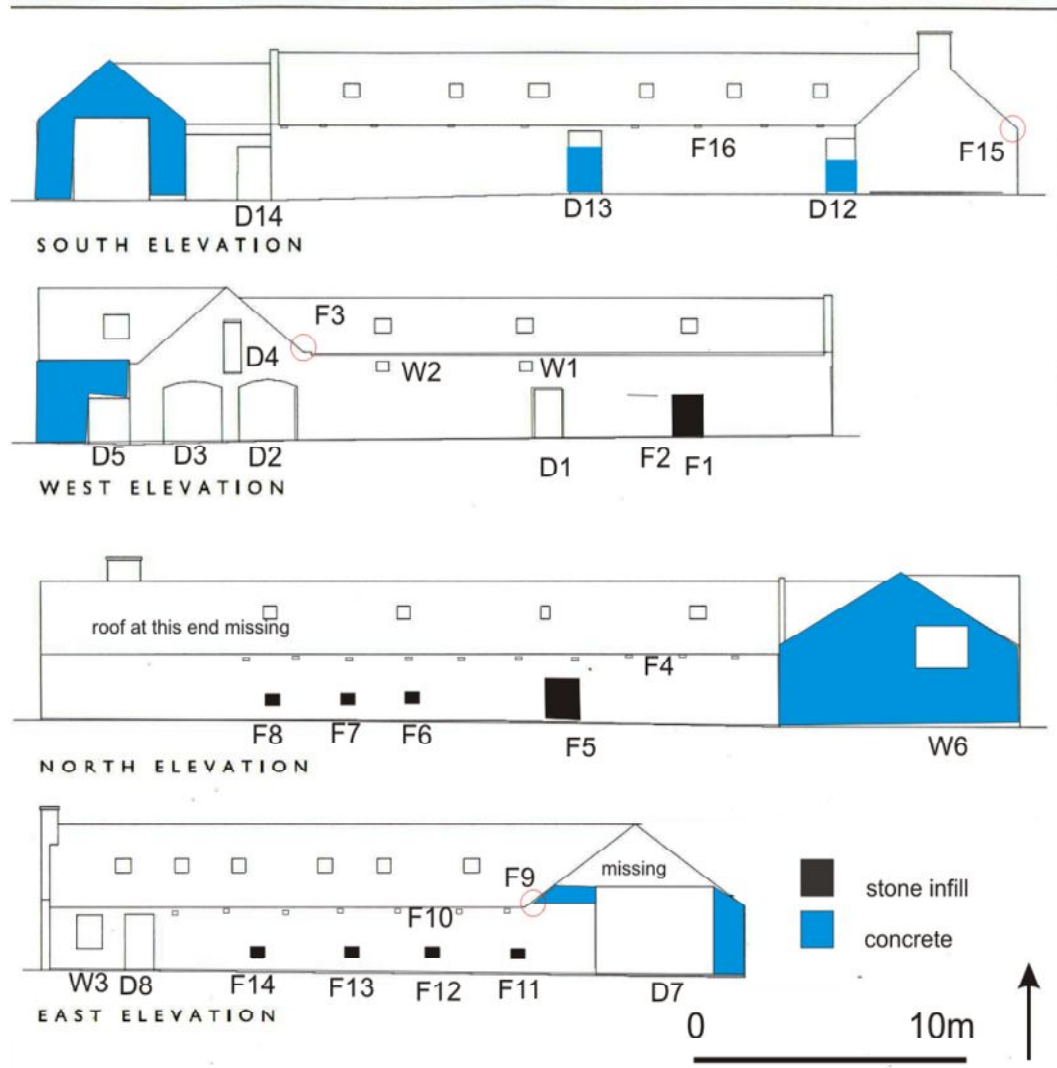 F16
F15
D14
D13
D12
SOUTH ELEVATION
F3
D4
W2
W1
D5
D3
D2
D1
F2
F1
WEST ELEVATION
roof at this end missing
F4
F8
F7
F6
F5
W6
NORTH ELEVATION
F9
missing
F10
stone infill
concrete
W3
D8
F14
F13
F12
F11
D7
EAST ELEVATION
0
10m